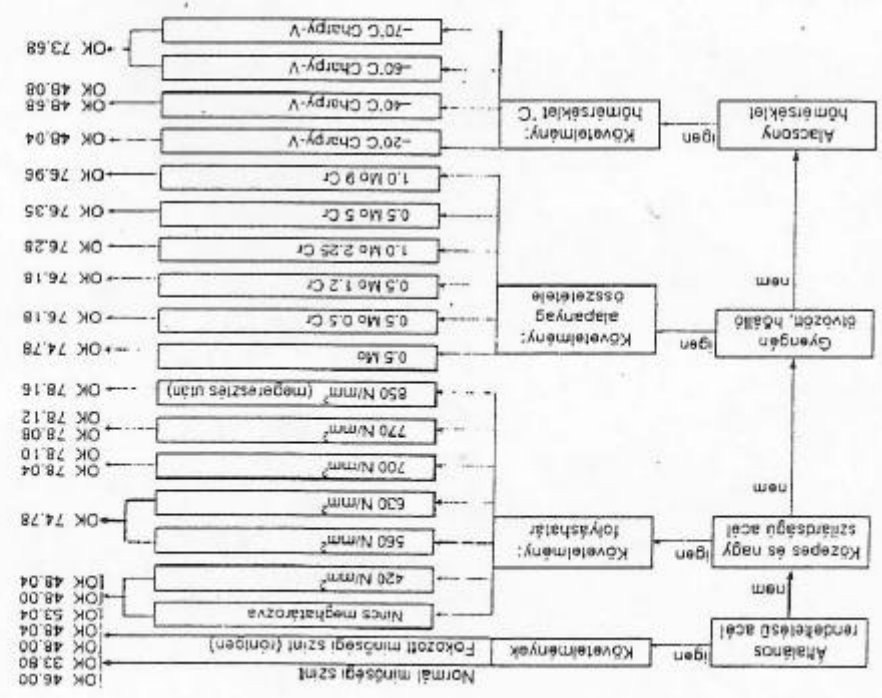 Normál minőségi szint
OK 46.00
OK 33.80
Általános
rendeltetésű acél
igen
Követelmények
Fokozott minőségi szint (röntgen)
OK 48.00
OK 48.04
nem
Nincs meghatározva
OK 53.04
OK 48.00
OK 48.04
420 N/mm²
Közepes és nagy
szilárdságú acél
igen
Követelmény:
folyáshatár
560 N/mm²
630 N/mm²
OK 74.78
nem
700 N/mm²
OK 78.04
OK 78.10
770 N/mm²
OK 78.08
OK 78.12
850 N/mm² (megeresztés után)
OK 78.16
Gyengén
ötvözön, hőálló
igen
Követelmény:
alapanyag
összetétele
0.5 Mo
OK 74.78
0.5 Mo 0.5 Cr
OK 76.18
0.5 Mo 1.2 Cr
OK 76.18
1.0 Mo 2.25 Cr
OK 76.28
0.5 Mo 5 Cr
OK 76.35
1.0 Mo 9 Cr
OK 76.96
nem
Alacsony
hőmérséklet
igen
Követelmény:
hőmérséklet °C
–20°C Charpy-V
OK 48.04
–40°C Charpy-V
OK 48.68
OK 48.08
–60°C Charpy-V
–70°C Charpy-V
OK 73.68